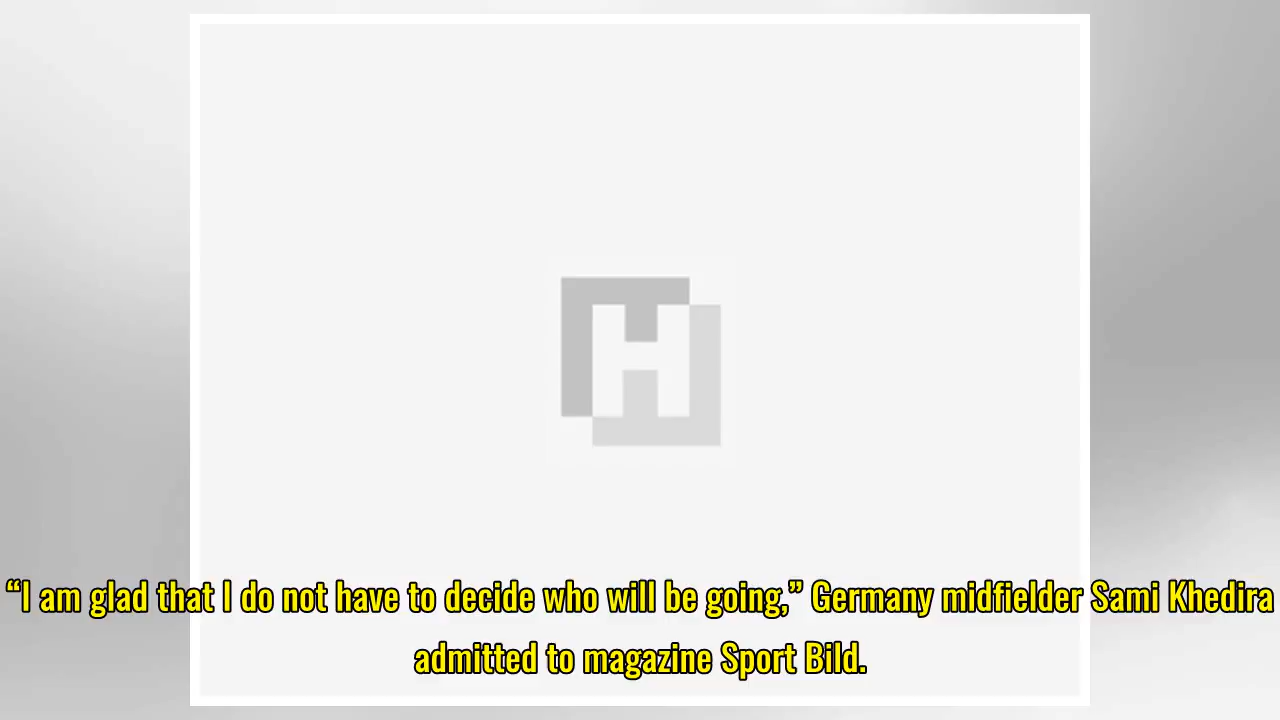 H
“I am glad that I do not have to decide who will be going,” Germany midfielder Sami Khedira
admitted to magazine Sport Bild.